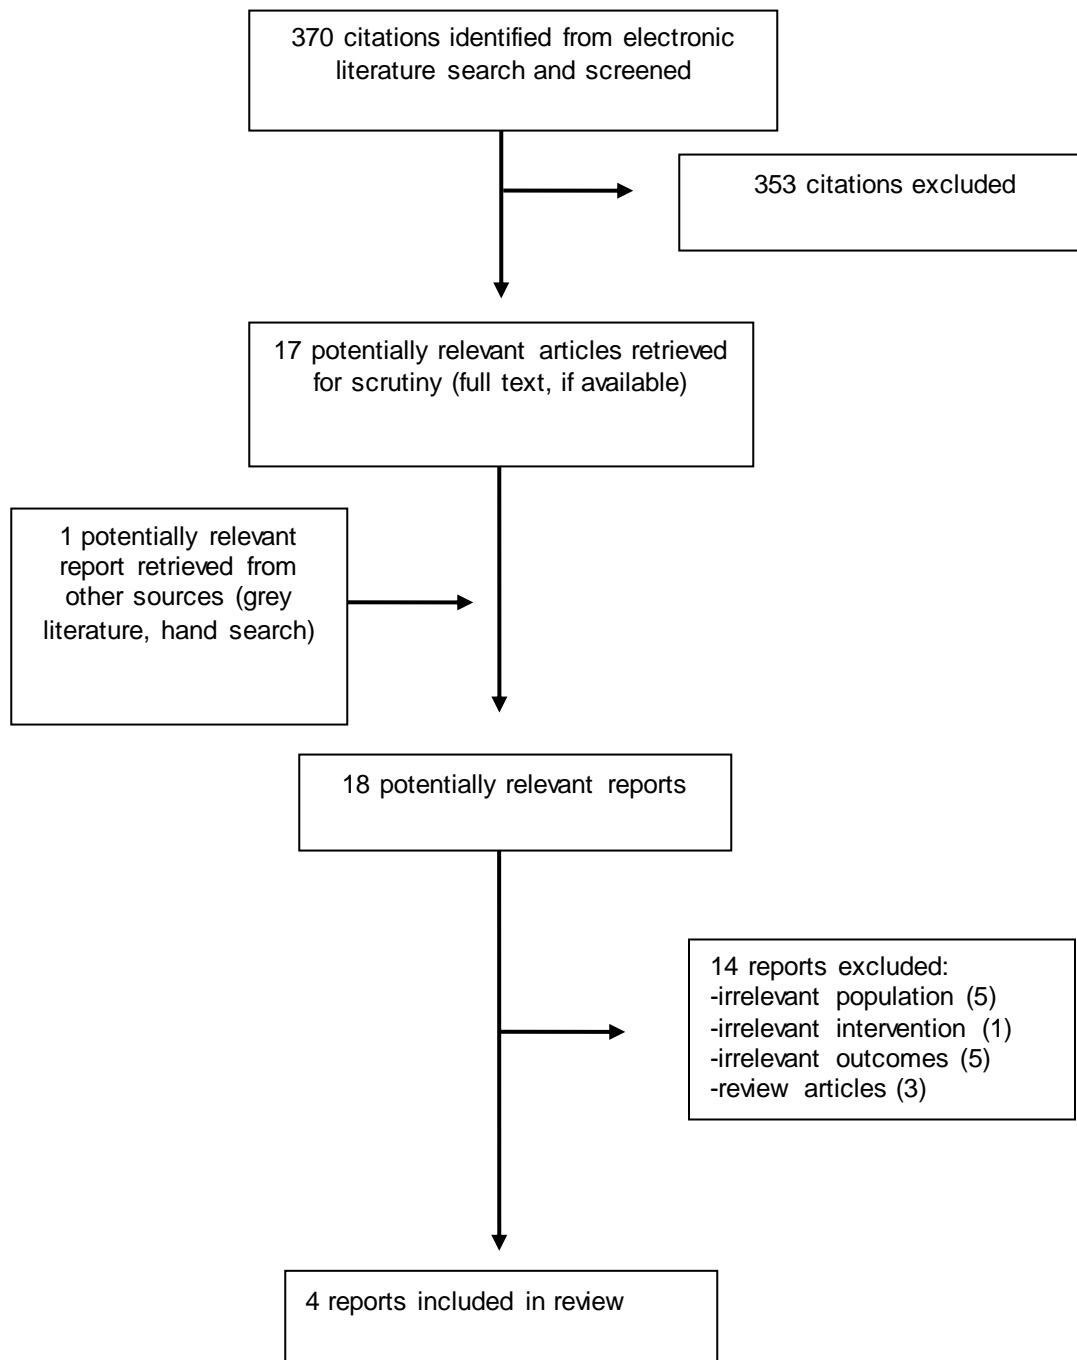 370 citations identified from electronic
literature search and screened
353 citations excluded
17 potentially relevant articles retrieved
for scrutiny (full text, if available)
1 potentially relevant
report retrieved from
other sources (grey
literature, hand search)
18 potentially relevant reports
14 reports excluded:
-irrelevant population (5)
-irrelevant intervention (1)
-irrelevant outcomes (5)
-review articles (3)
4 reports included in review